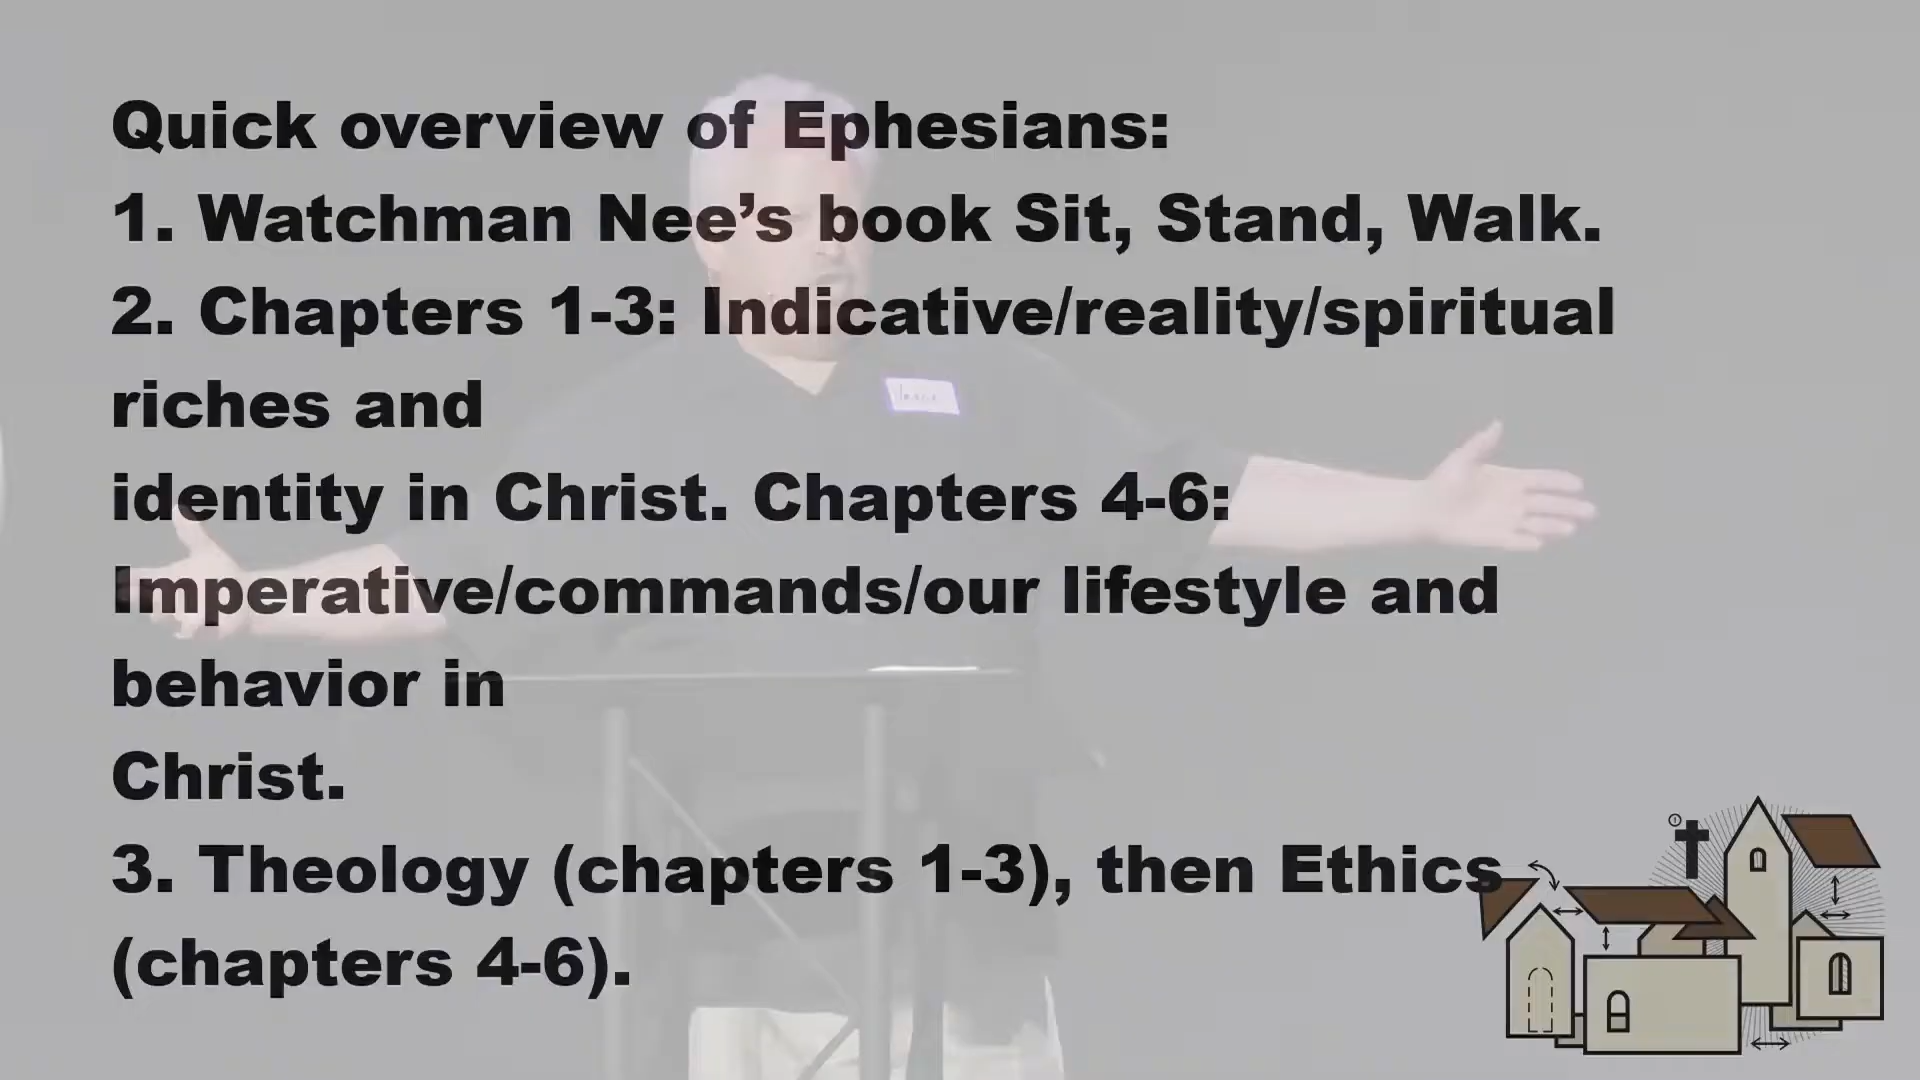 Quick overview of Ephesians:
1. Watchman Nee’s book Sit, Stand, Walk.
2. Chapters 1-3: Indicative/reality/spiritual
riches and
identity in Christ. Chapters 4-6:
Imperative/commands/our lifestyle and
behavior in
Christ.
3. Theology (chapters 1-3), then Ethics
(chapters 4-6).